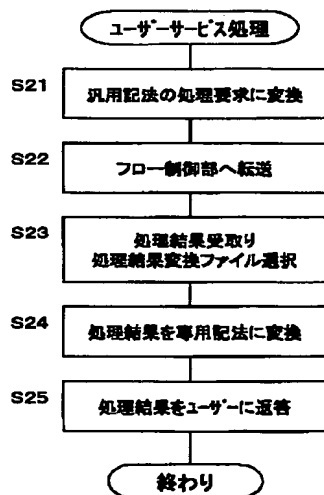 ユーザーサービス処理
S21
汎用記法の処理要求に変換
S22
フロー制御部へ転送
S23
処理結果受取り
処理結果変換ファイル選択
S24
処理結果を専用記法に変換
S25
処理結果をユーザーに返答
終わり